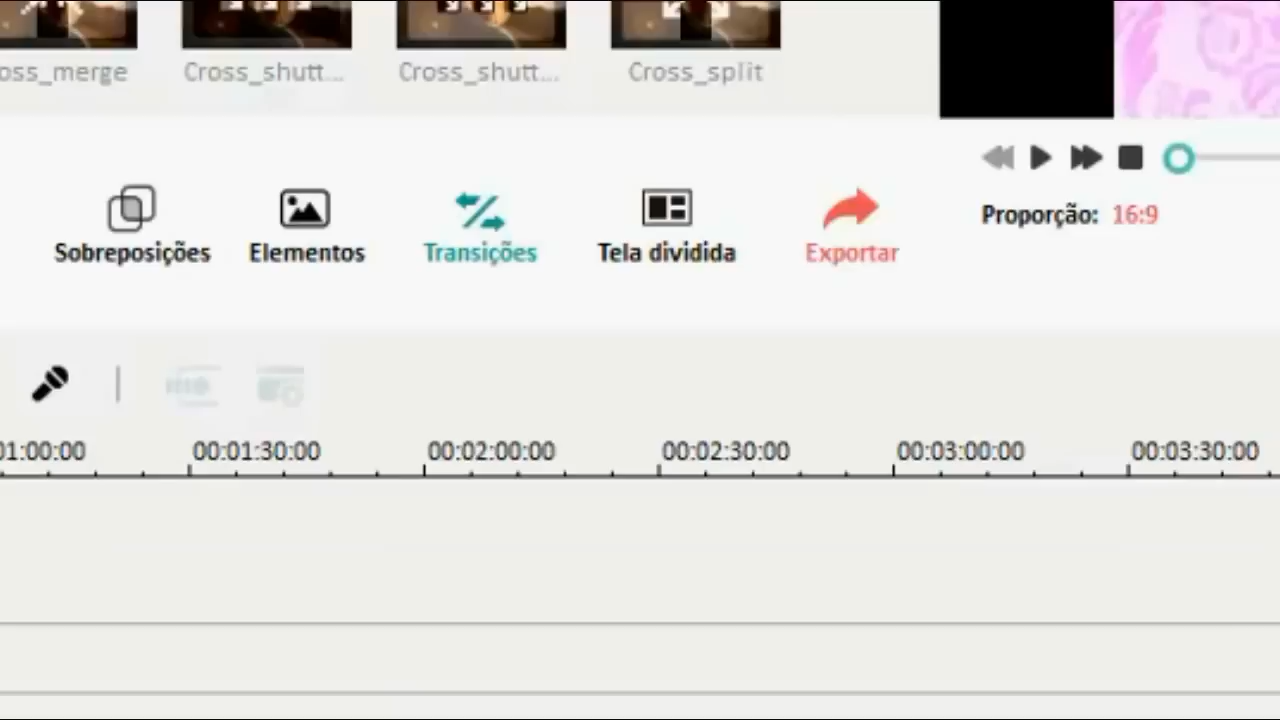 oss_merge
Cross_shutt...
Cross_shutt...
Cross_split
Sobreposições
Elementos
Transições
Tela dividida
Exportar
Proporção: 16:9
01:00:00
00:01:30:00
00:02:00:00
00:02:30:00
00:03:00:00
00:03:30:00